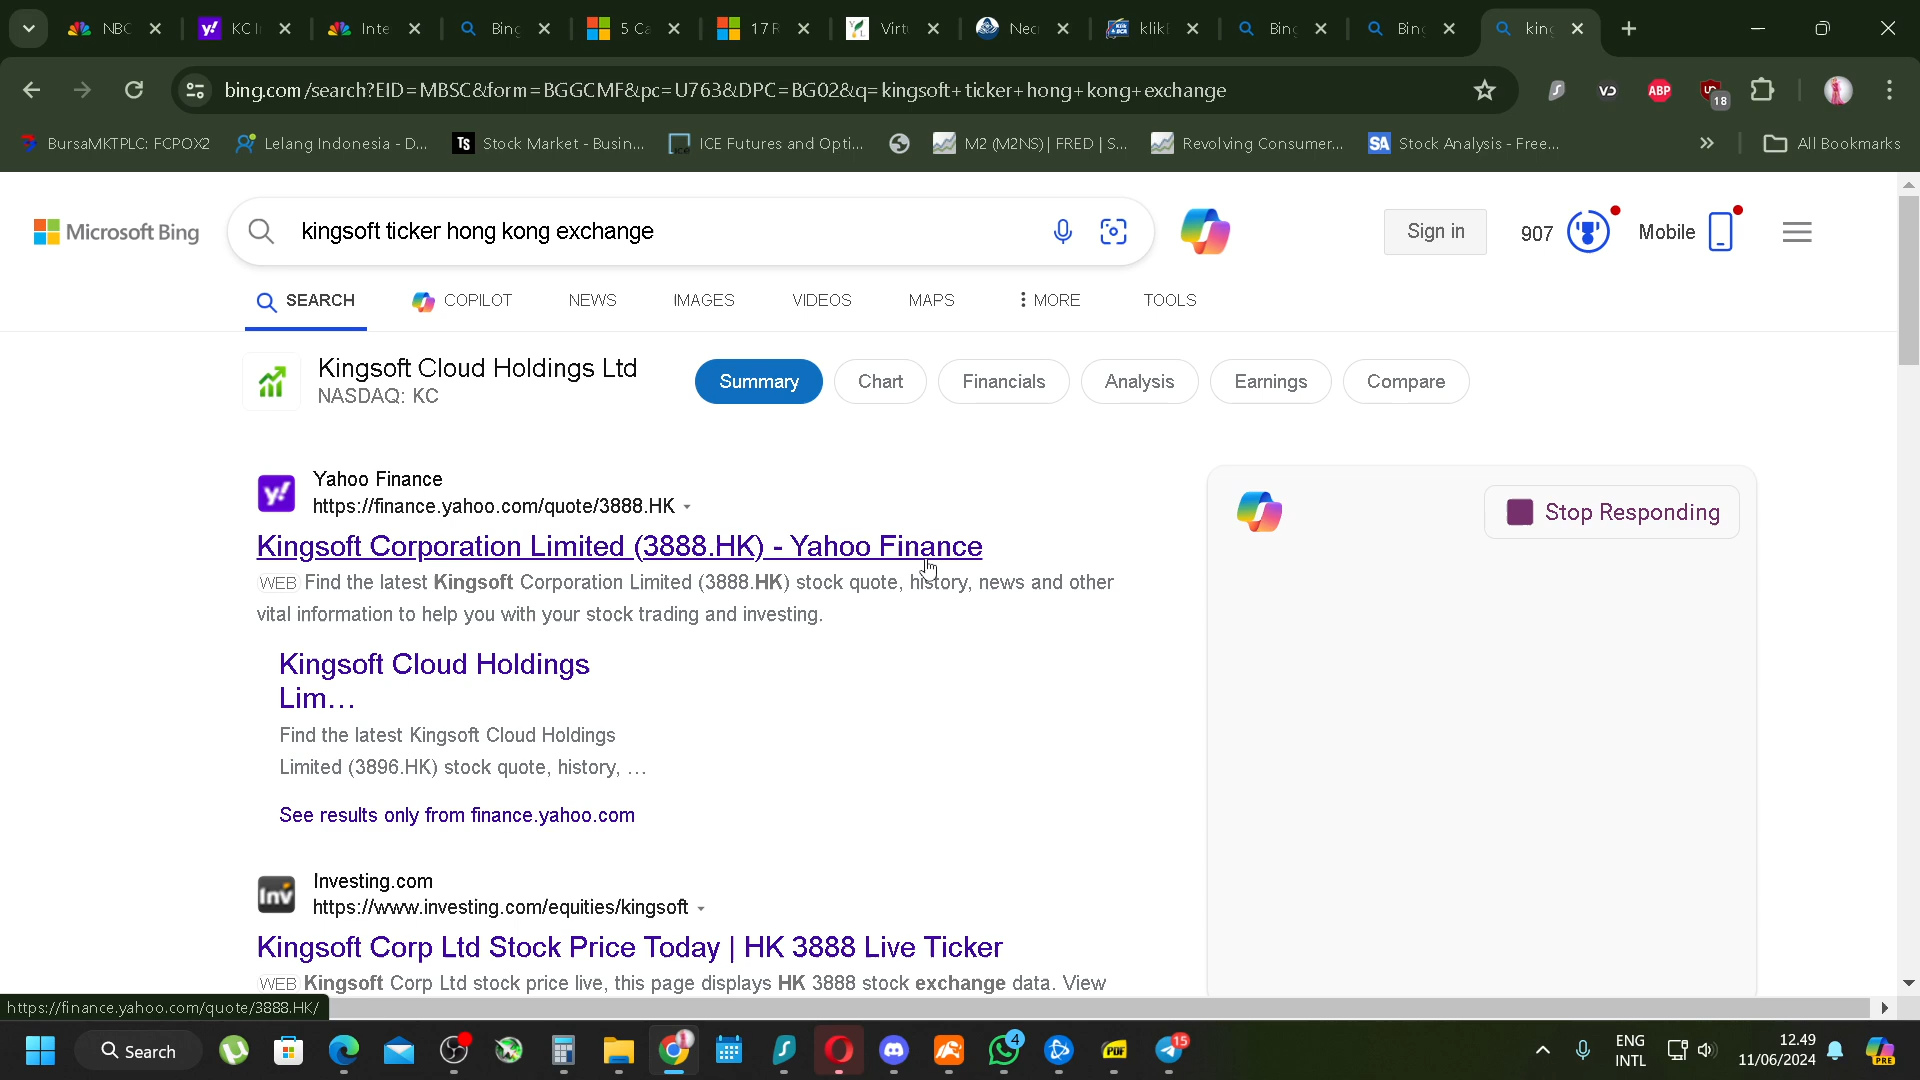 NBC
KC I
Inte
Bing
5 Ca
17 R
Virt
Nec
klik
Bing
Bing
king
bing.com/search?EID=MBSC&form=BGGCMF&pc=U763&DPC=BG02&q=kingsoft+ticker+hong+kong+exchange
VD
ABP
18
BursaMKTPLC: FCPOX2
Lelang Indonesia - D...
TS Stock Market - Busin...
ICE Futures and Opti...
M2 (M2NS) | FRED | S...
Revolving Consumer...
SA Stock Analysis - Free...
All Bookmarks
Microsoft Bing
kingsoft ticker hong kong exchange
Sign in
907
Mobile
SEARCH
COPILOT
NEWS
IMAGES
VIDEOS
MAPS
MORE
TOOLS
Kingsoft Cloud Holdings Ltd
NASDAQ: KC
Summary
Chart
Financials
Analysis
Earnings
Compare
Yahoo Finance
https://finance.yahoo.com/quote/3888.HK
Kingsoft Corporation Limited (3888.HK) - Yahoo Finance
WEB Find the latest Kingsoft Corporation Limited (3888.HK) stock quote, history, news and other
vital information to help you with your stock trading and investing.
Kingsoft Cloud Holdings
Lim...
Find the latest Kingsoft Cloud Holdings
Limited (3896.HK) stock quote, history, ...
See results only from finance.yahoo.com
Stop Responding
Inv
Investing.com
https://www.investing.com/equities/kingsoft
Kingsoft Corp Ltd Stock Price Today | HK 3888 Live Ticker
WEB Kingsoft Corp Ltd stock price live, this page displays HK 3888 stock exchange data. View
https://finance.yahoo.com/quote/3888.HK/
Search
4
PDF
15
ENG
INTL
12.49
11/06/2024
PRE